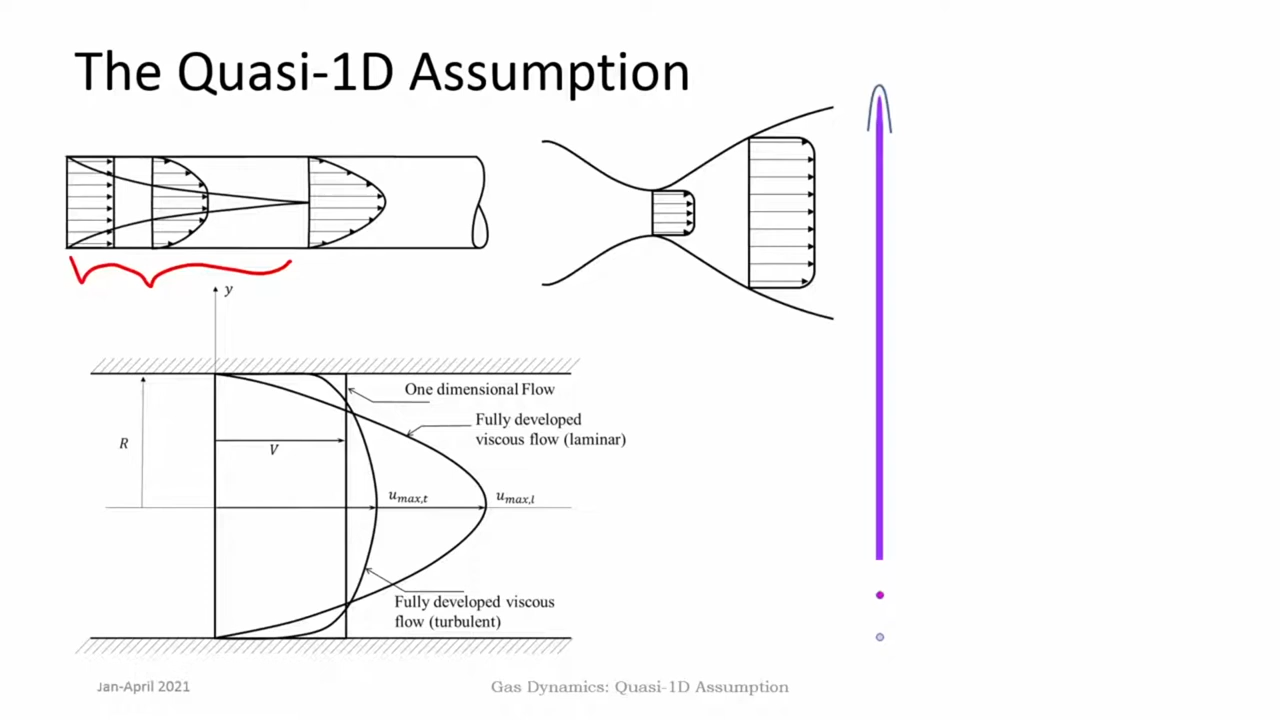 The Quasi-1D Assumption
y
One dimensional Flow
Fully developed
viscous flow (laminar)
R
V
u_max,t
u_max,l
Fully developed viscous
flow (turbulent)
Jan-April 2021
Gas Dynamics: Quasi-1D Assumption